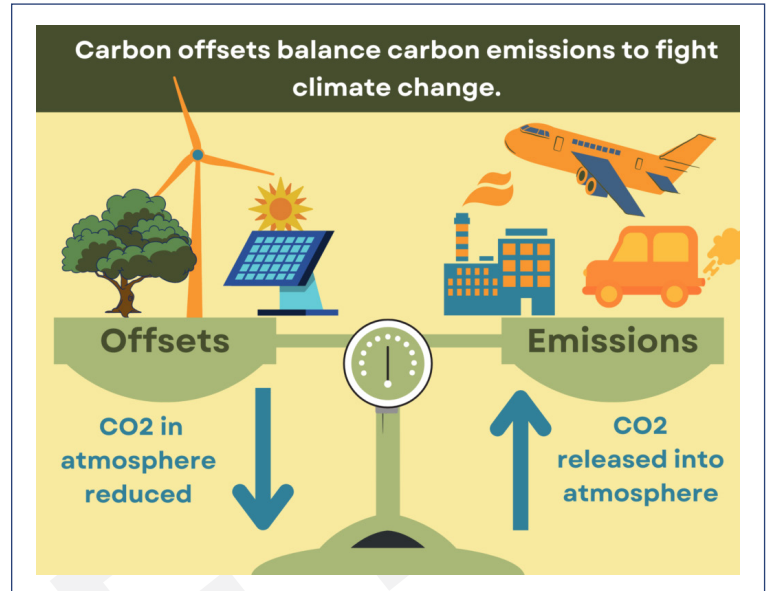 Carbon offsets balance carbon emissions to fight
climate change.
Offsets
Emissions
CO2 in
atmosphere
reduced
CO2
released into
atmosphere